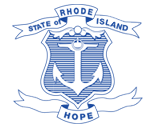 RHODE
STATE of ISLAND
HOPE